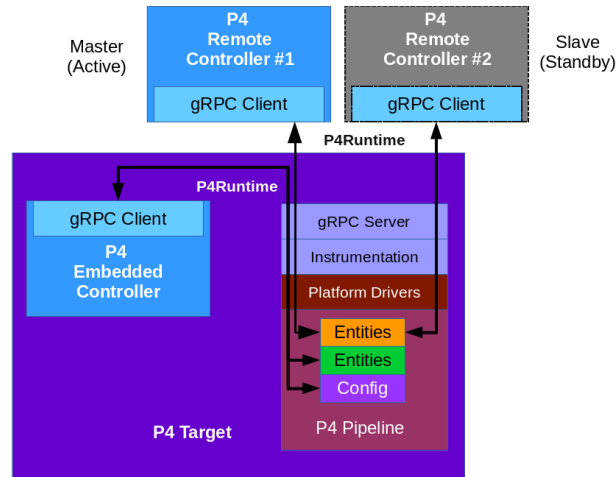 Master
(Active)
P4
Remote
Controller #1
gRPC Client
P4
Remote
Controller #2
gRPC Client
Slave
(Standby)
P4Runtime
P4Runtime
gRPC Client
P4
Embedded
Controller
gRPC Server
Instrumentation
Platform Drivers
Entities
Entities
Config
P4 Pipeline
P4 Target